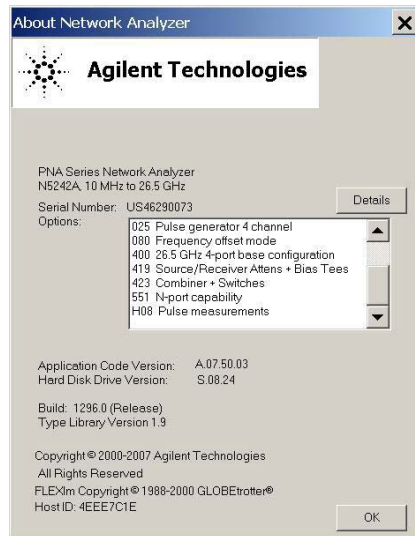 About Network Analyzer
Agilent Technologies
PNA Series Network Analyzer
N5242A, 10 MHz to 26.5 GHz
Serial Number: US46290073
Details
Options:
025 Pulse generator 4 channel
080 Frequency offset mode
400 26.5 GHz 4-port base configuration
419 Source/Receiver Attens + Bias Tees
423 Combiner + Switches
551 N-port capability
H08 Pulse measurements
Application Code Version: A.07.50.03
Hard Disk Drive Version: S.08.24
Build: 1296.0 (Release)
Type Library Version 1.9
Copyright © 2000-2007 Agilent Technologies
All Rights Reserved
FLEXlm Copyright © 1988-2000 GLOBEtrotter®
Host ID: 4EEE7C1E
OK